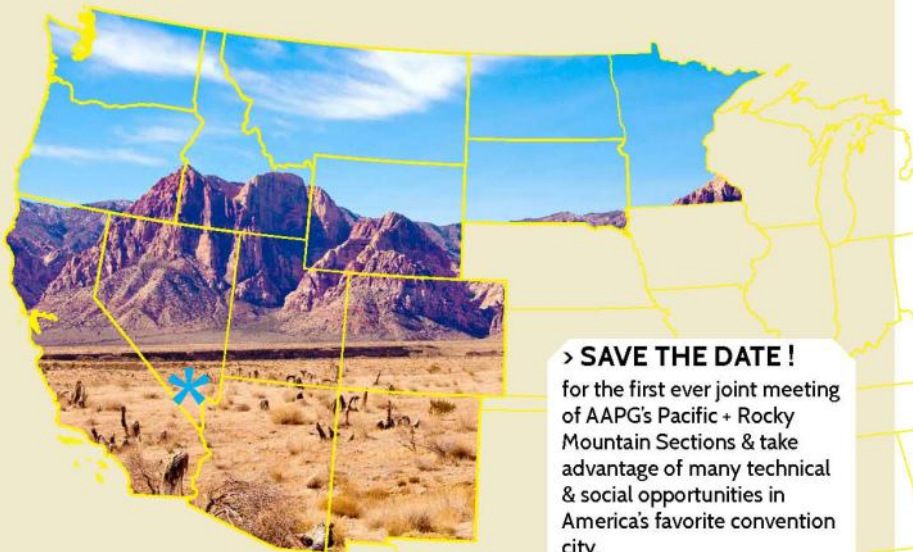 › SAVE THE DATE !
for the first ever joint meeting
of AAPG's Pacific + Rocky
Mountain Sections & take
advantage of many technical
& social opportunities in
America's favorite convention
city.